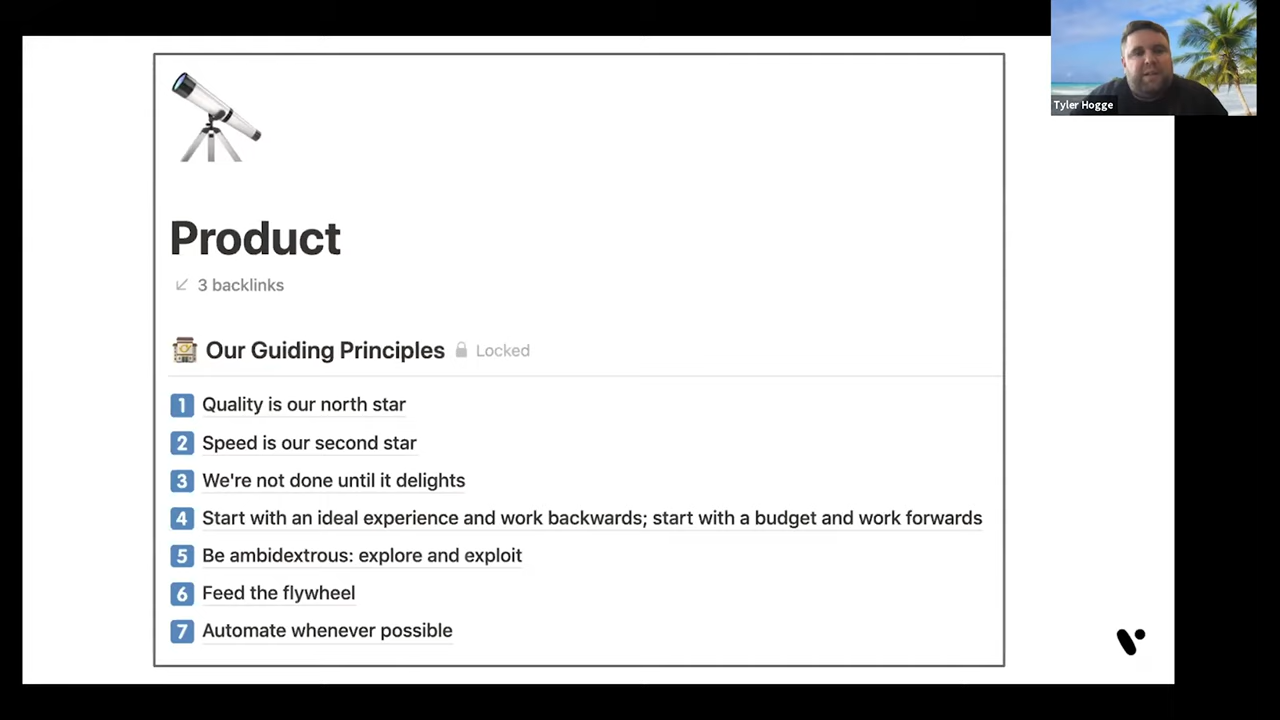 Tyler Hogge
Product
3 backlinks
Our Guiding Principles Locked
1 Quality is our north star
2 Speed is our second star
3 We're not done until it delights
4 Start with an ideal experience and work backwards; start with a budget and work forwards
5 Be ambidextrous: explore and exploit
6 Feed the flywheel
7 Automate whenever possible